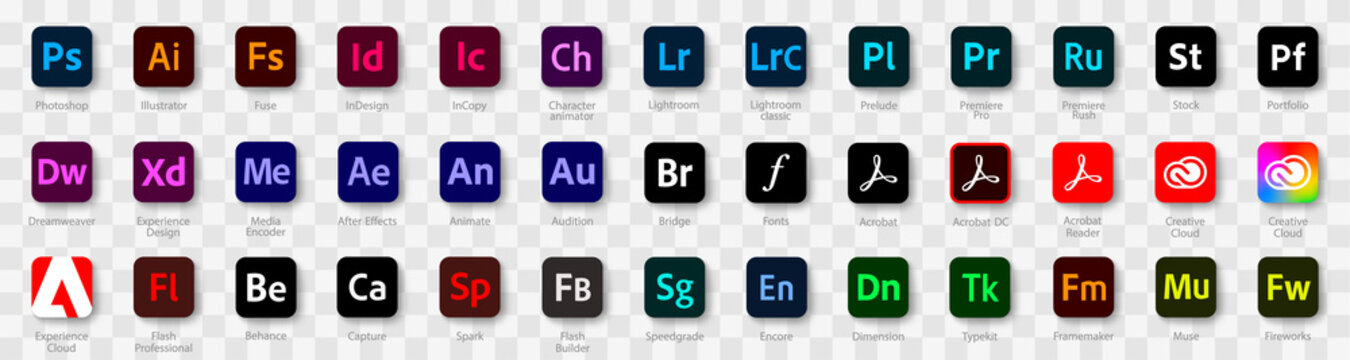 Ps Ai Fs Id Ic Ch Lr LrC Pl Pr Ru St Pf
Photoshop Illustrator Fuse InDesign InCopy Character animator Lightroom Lightroom classic Prelude Premiere Pro Premiere Rush Stock Portfolio
Dw Xd Me Ae An Au Br f
Dreamweaver Experience Design Media Encoder After Effects Animate Audition Bridge Fonts Acrobat Acrobat DC Acrobat Reader Creative Cloud Creative Cloud
Fl Be Ca Sp FB Sg En Dn Tk Fm Mu Fw
Experience Cloud Flash Professional Behance Capture Spark Flash Builder Speedgrade Encore Dimension Typekit Framemaker Muse Fireworks